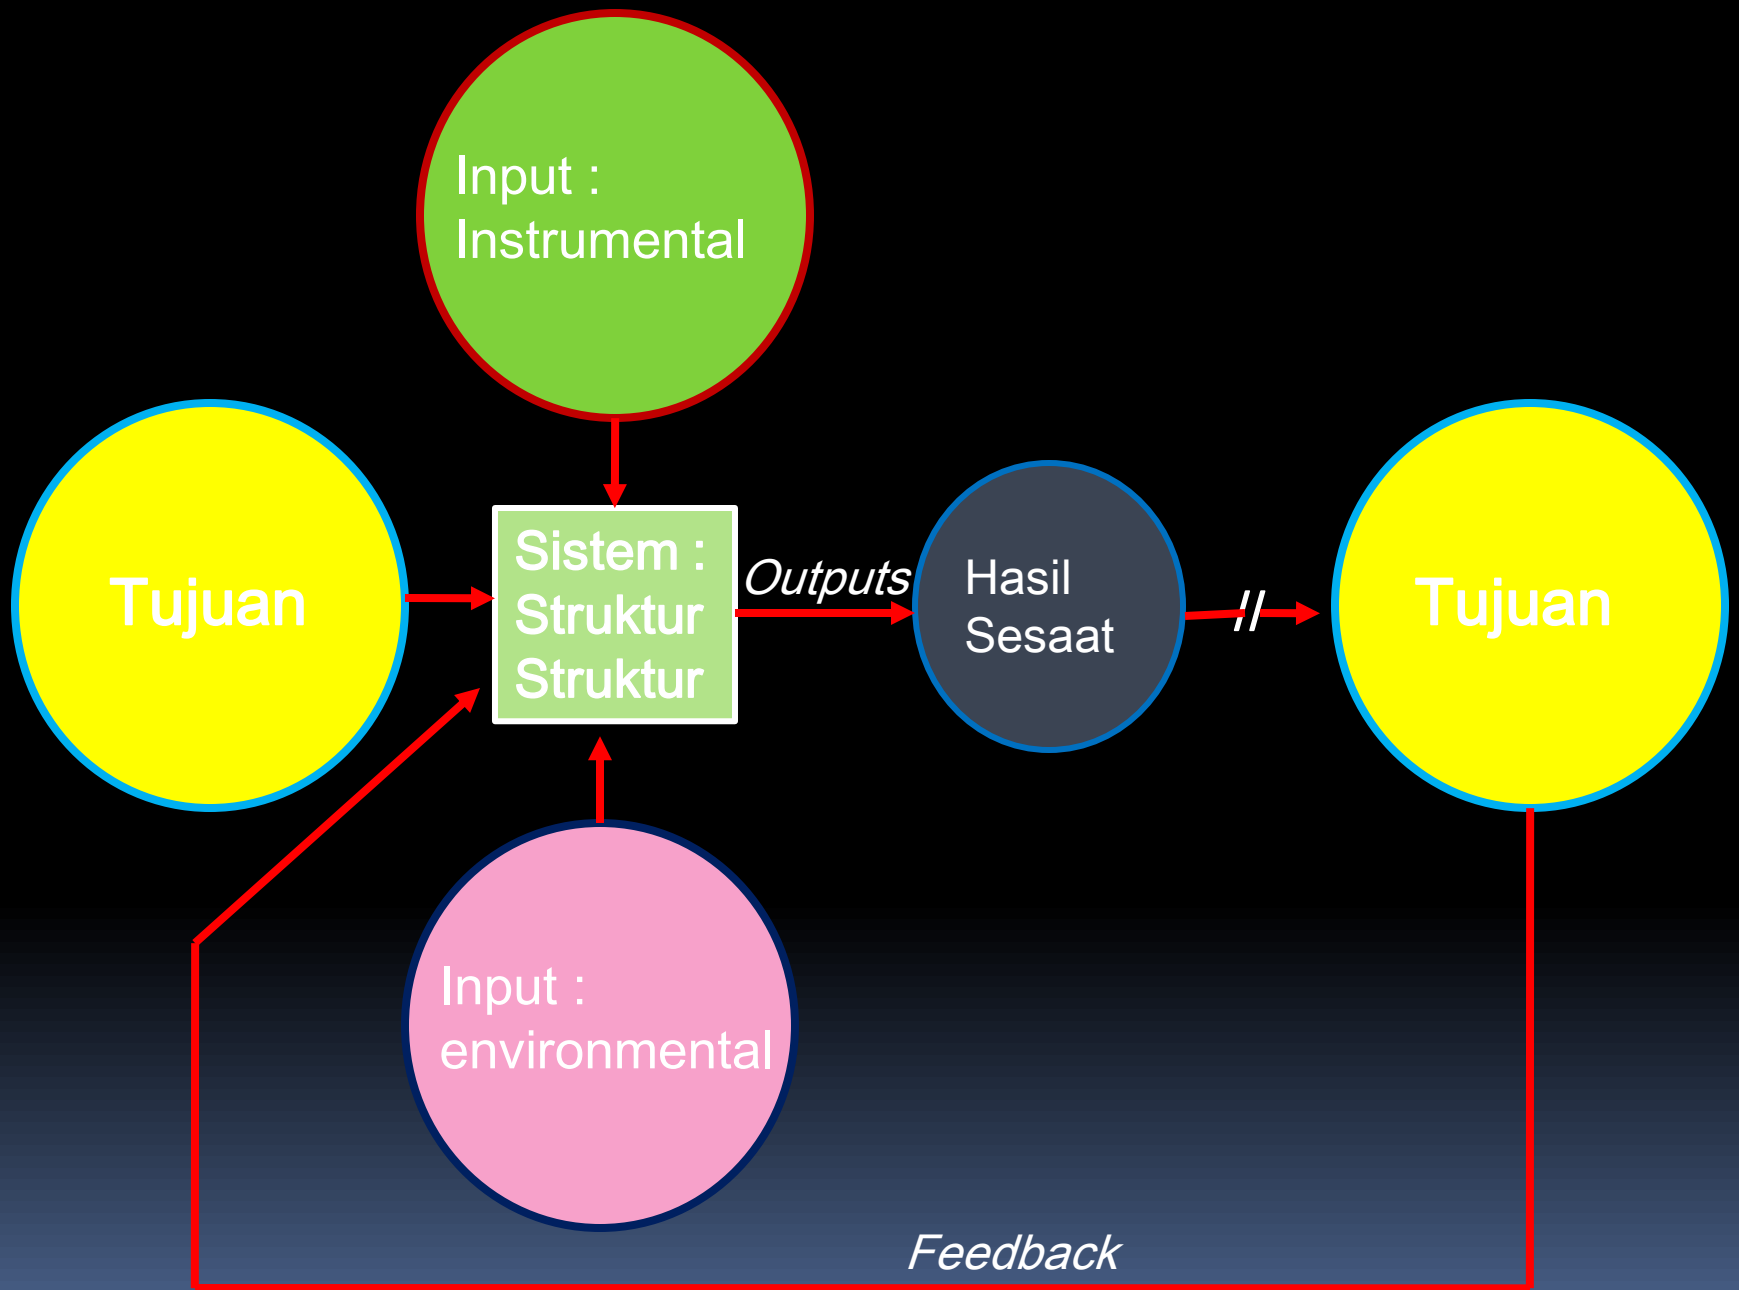 Input :
Instrumental
Tujuan
Sistem :
Struktur
Struktur
Outputs
Hasil
Sesaat
//
Tujuan
Input :
environmental
Feedback